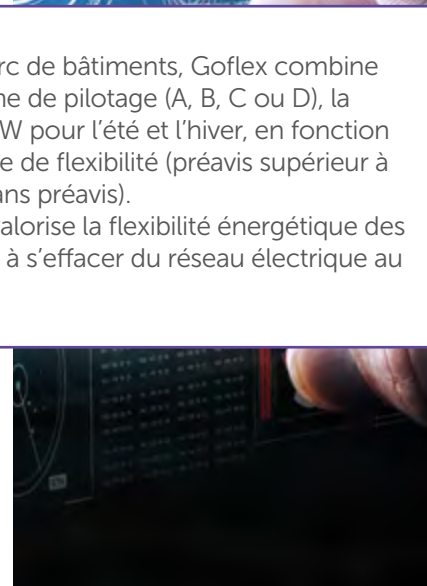 rc de bâtiments, Goflex combine
ne de pilotage (A, B, C ou D), la
W pour l’été et l’hiver, en fonction
e de flexibilité (préavis supérieur à
ans préavis).
alorise la flexibilité énergétique des
à s’effacer du réseau électrique au